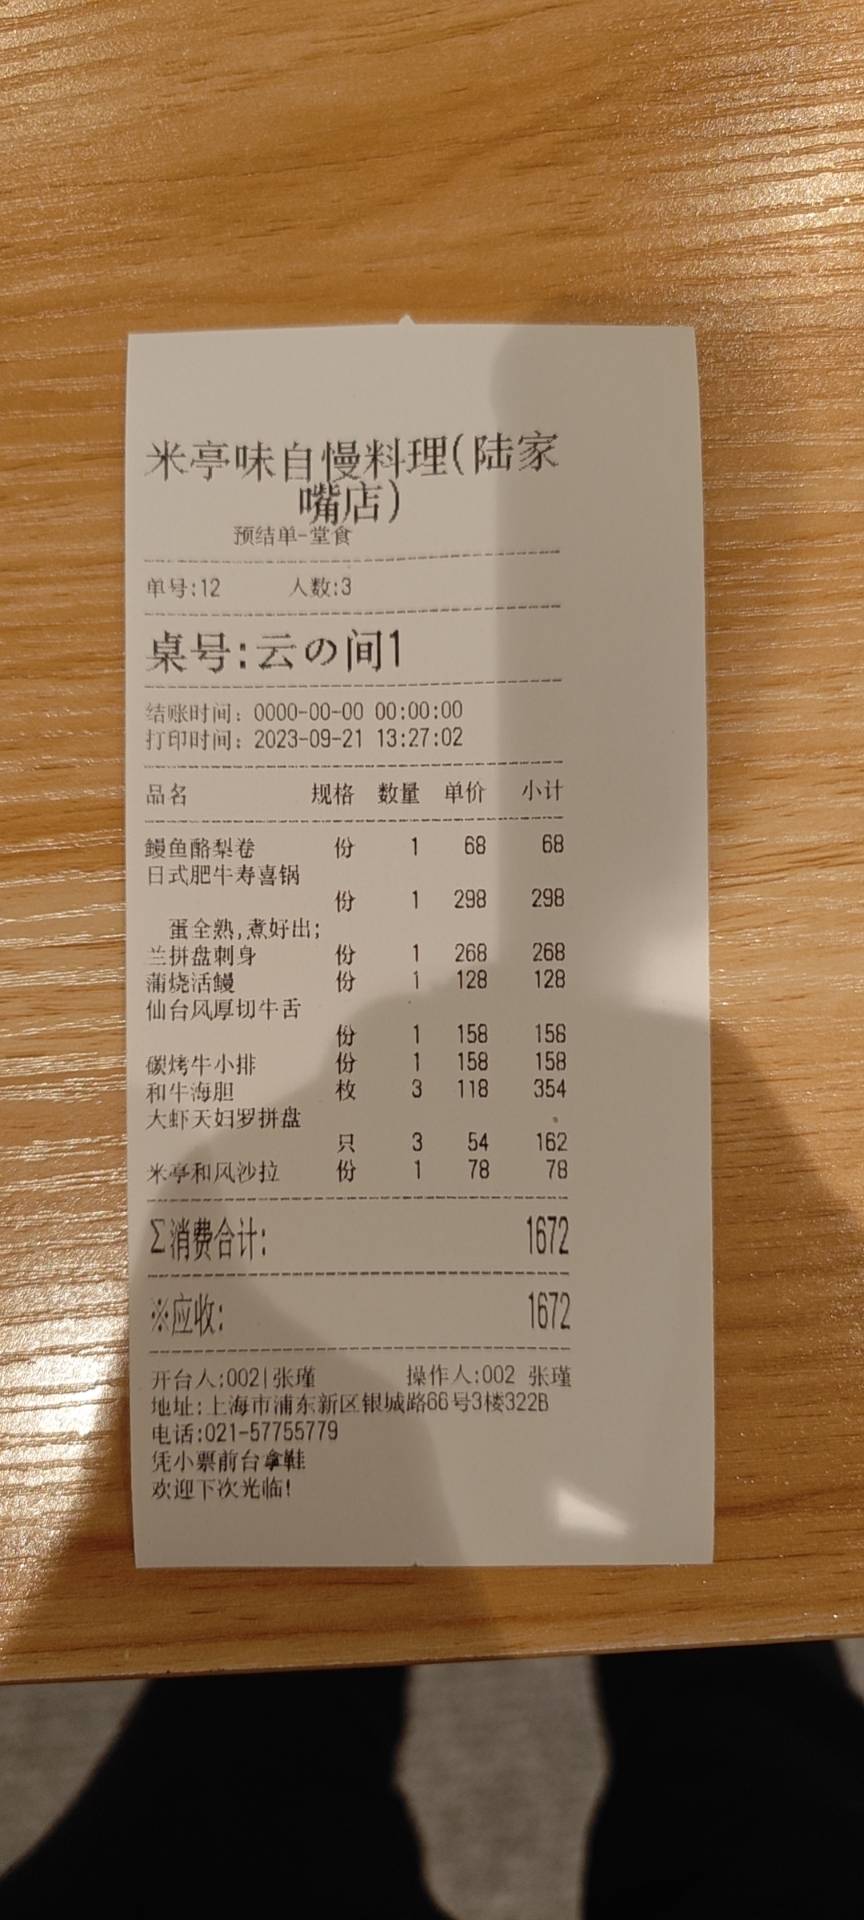 米亭味自慢料理(陆家
嘴店)
预结单-堂食
单号:12 人数:3
桌号:云の间1
结账时间: 0000-00-00 00:00:00
打印时间: 2023-09-21 13:27:02
品名 规格 数量 单价 小计
鳗鱼酪梨卷 份 1 68 68
日式肥牛寿喜锅
份 1 298 298
蛋全熟,煮好出;
兰拼盘刺身 份 1 268 268
蒲烧活鳗 份 1 128 128
仙台风厚切牛舌
份 1 158 158
碳烤牛小排 份 1 158 158
和牛海胆 枚 3 118 354
大虾天妇罗拼盘
只 3 54 162
米亭和风沙拉 份 1 78 78
Σ消费合计: 1672
※应收: 1672
开台人:002|张瑾 操作人:002 张瑾
地址:上海市浦东新区银城路66号3楼322B
电话:021-57755779
凭小票前台拿鞋
欢迎下次光临!